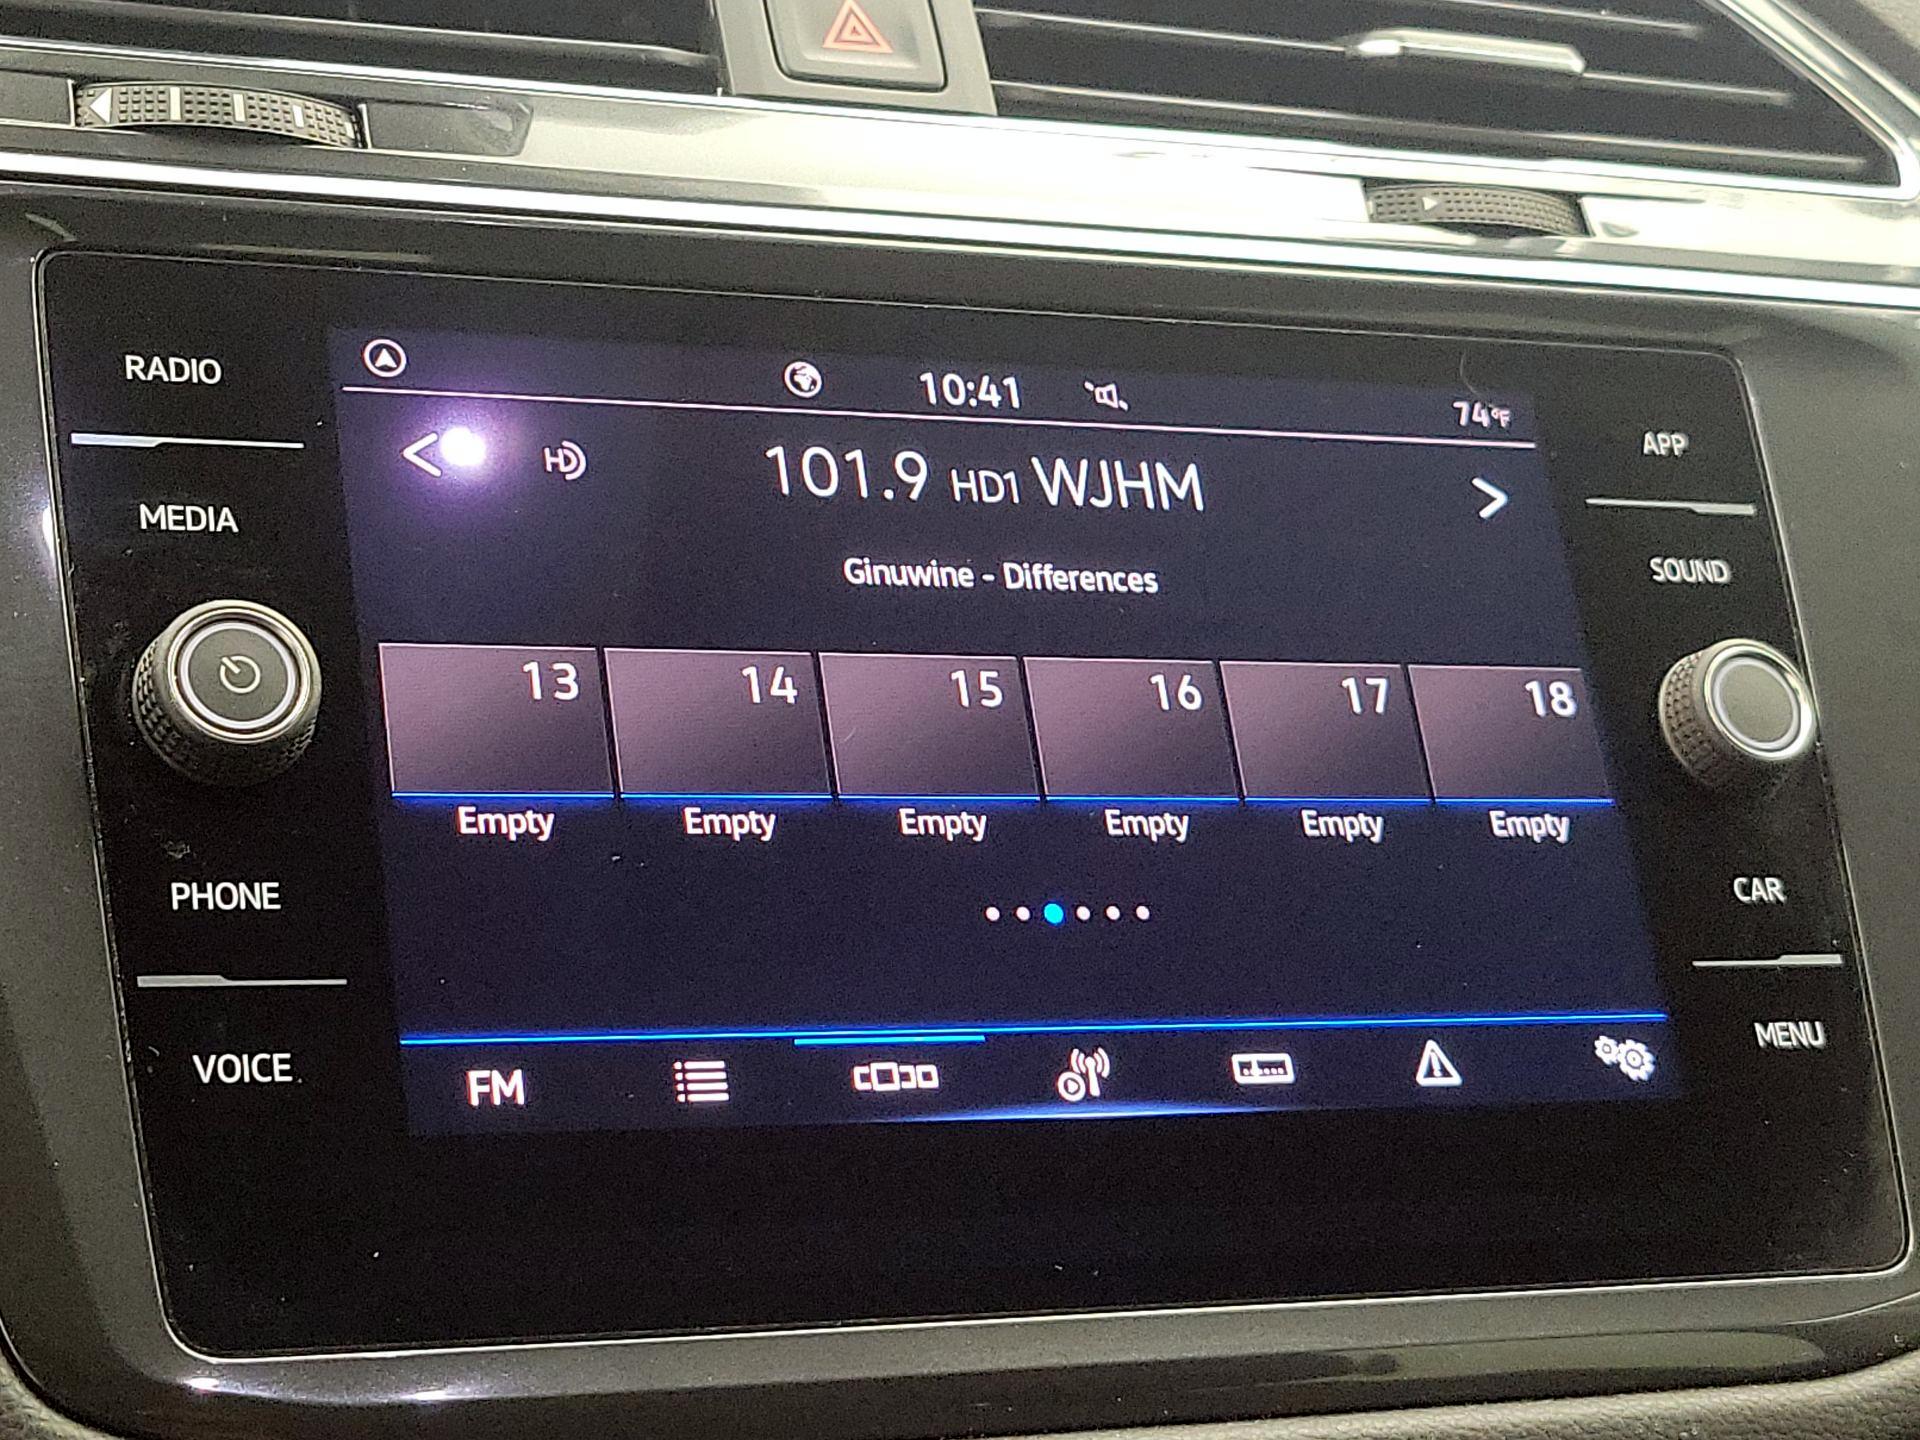 RADIO
MEDIA
PHONE
VOICE
10:41
74°F
HD
101.9 HD1 WJHM
Ginuwine - Differences
13 14 15 16 17 18
Empty Empty Empty Empty Empty Empty
FM
APP
SOUND
CAR
MENU